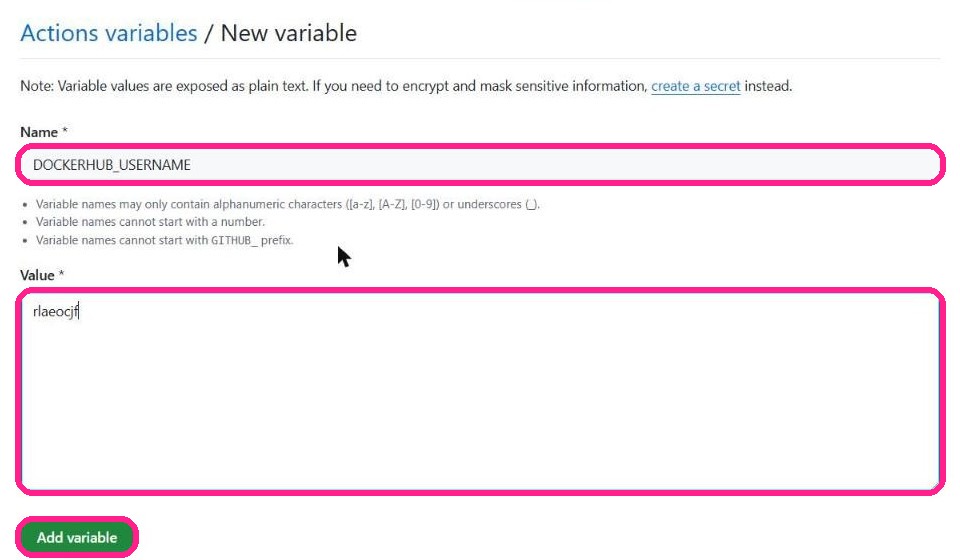 Actions variables / New variable
Note: Variable values are exposed as plain text. If you need to encrypt and mask sensitive information, create a secret instead.
Name *
DOCKERHUB_USERNAME
• Variable names may only contain alphanumeric characters ([a-z], [A-Z], [0-9]) or underscores (_).
• Variable names cannot start with a number.
• Variable names cannot start with GITHUB_ prefix.
Value *
rlaeocjf
Add variable